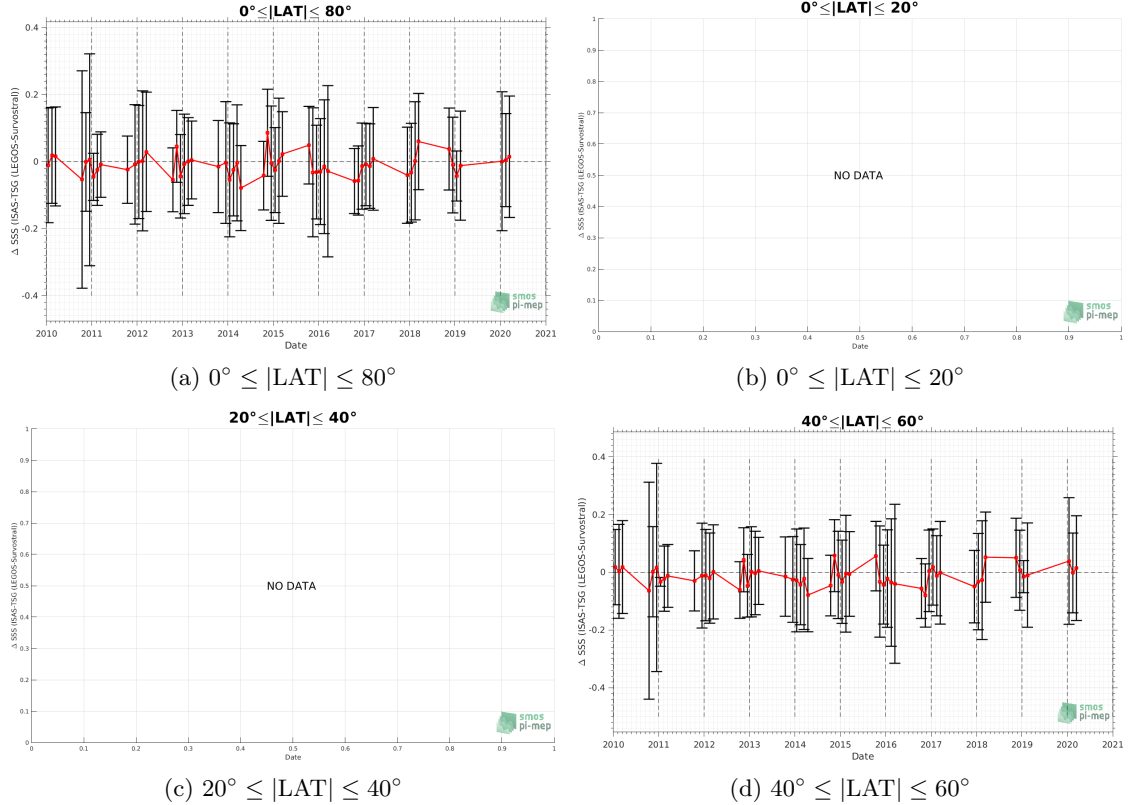 0°≤|LAT|≤ 80°
Δ SSS (ISAS-TSG (LEGOS-Survostral))
0.4
0.2
0
-0.2
-0.4
2010 2011 2012 2013 2014 2015 2016 2017 2018 2019 2020 2021
Date
smos
pi-mep
(a) 0° ≤ |LAT| ≤ 80°
0°≤|LAT|≤ 20°
Δ SSS (ISAS-TSG (LEGOS-Survostral))
1
0.9
0.8
0.7
0.6
0.5
0.4
0.3
0.2
0.1
0
NO DATA
0 0.1 0.2 0.3 0.4 0.5 0.6 0.7 0.8 0.9 1
Date
smos
pi-mep
(b) 0° ≤ |LAT| ≤ 20°
20°≤|LAT|≤ 40°
Δ SSS (ISAS-TSG (LEGOS-Survostral))
1
0.9
0.8
0.7
0.6
0.5
0.4
0.3
0.2
0.1
0
NO DATA
0 0.1 0.2 0.3 0.4 0.5 0.6 0.7 0.8 0.9 1
Date
smos
pi-mep
(c) 20° ≤ |LAT| ≤ 40°
40°≤|LAT|≤ 60°
Δ SSS (ISAS-TSG (LEGOS-Survostral))
0.4
0.2
0
-0.2
-0.4
2010 2011 2012 2013 2014 2015 2016 2017 2018 2019 2020 2021
Date
smos
pi-mep
(d) 40° ≤ |LAT| ≤ 60°